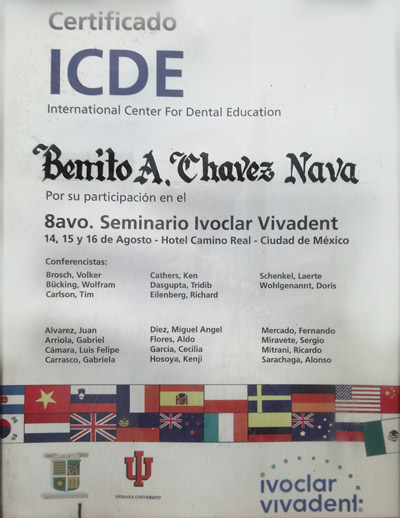 Certificado
ICDE
International Center For Dental Education
Benito A. Chavez Nava
Por su participación en el
8avo. Seminario Ivoclar Vivadent
14, 15 y 16 de Agosto - Hotel Camino Real - Ciudad de México
Conferencistas:
Brosch, Volker Cathers, Ken Schenkel, Laerte
Bücking, Wolfram Dasgupta, Tridib Wohlgenannt, Doris
Carlson, Tim Eilenberg, Richard
Alvarez, Juan Diez, Miguel Angel Mercado, Fernando
Arriola, Gabriel Flores, Aldo Miravete, Sergio
Cámara, Luis Felipe García, Cecilia Mitrani, Ricardo
Carrasco, Gabriela Hosoya, Kenji Sarachaga, Alonso
INDIANA UNIVERSITY
ivoclar
vivadent: